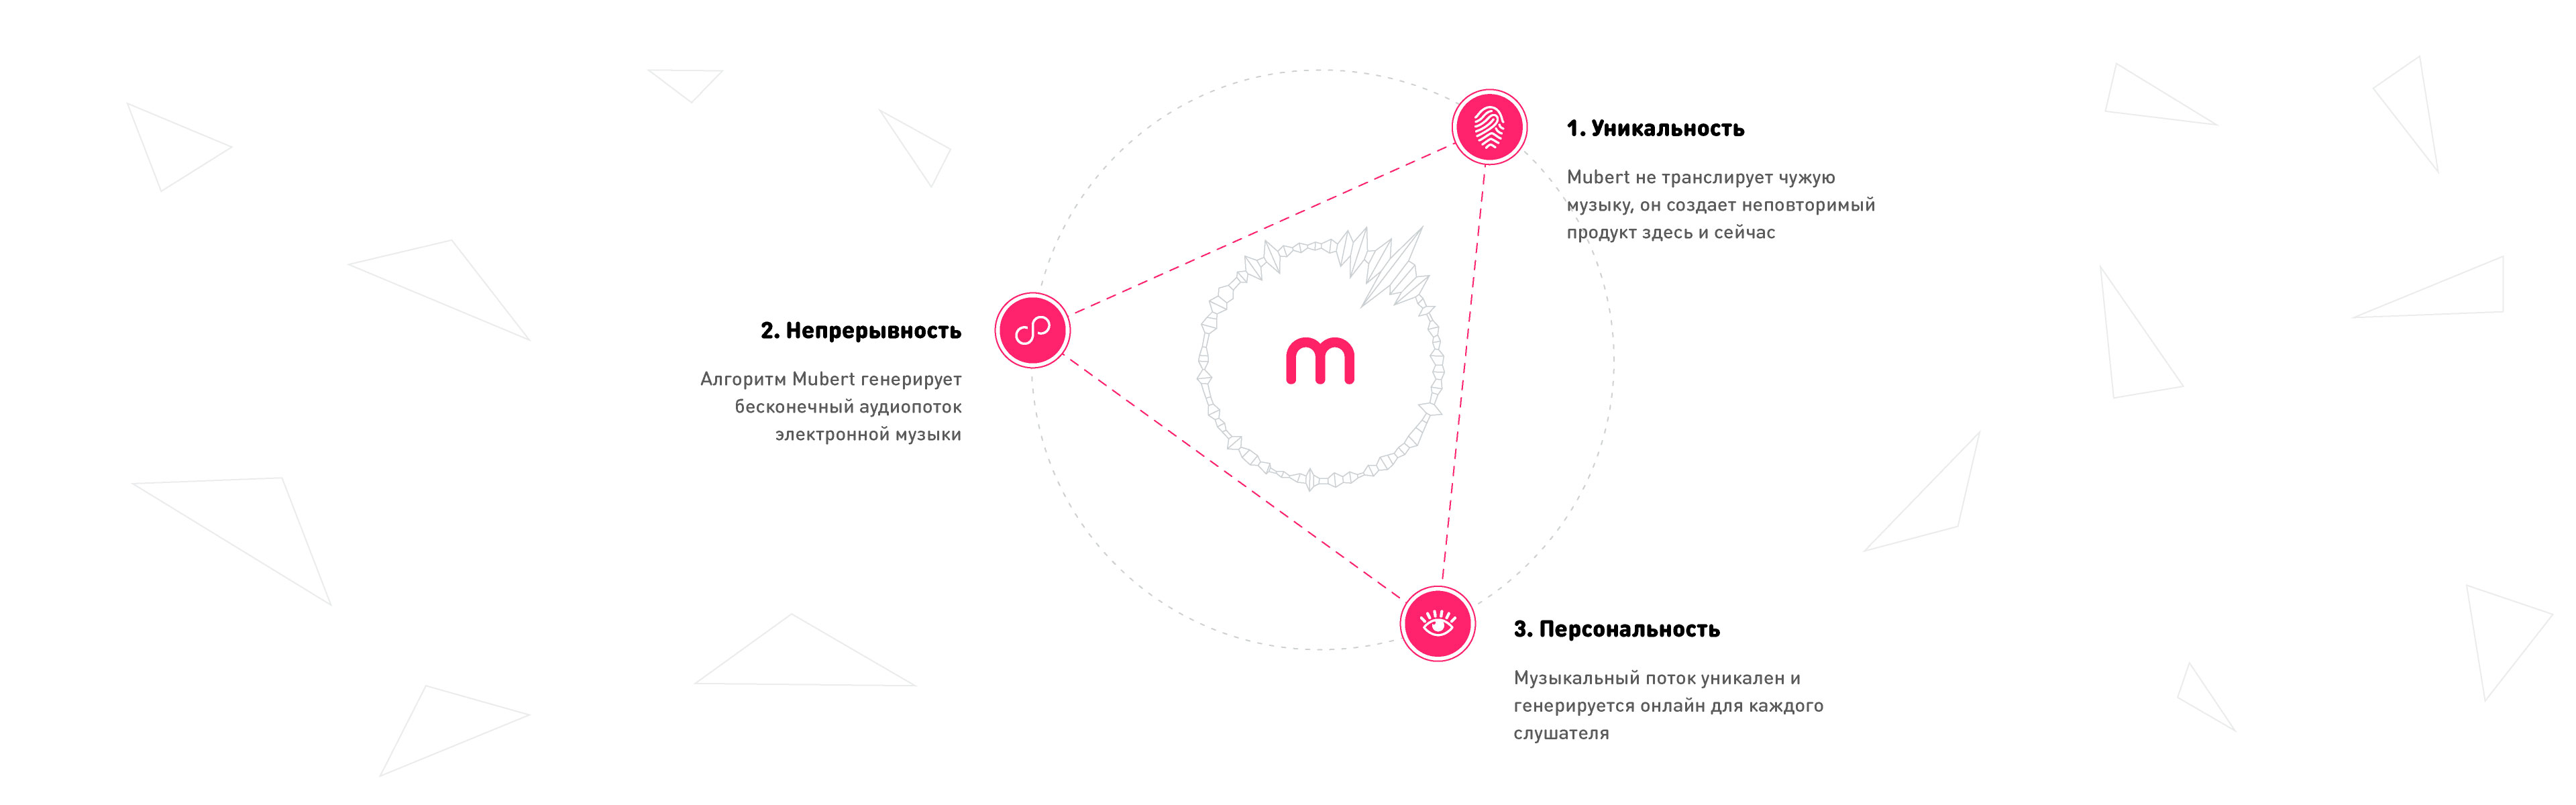 1. Уникальность
Mubert не транслирует чужую
музыку, он создает неповторимый
продукт здесь и сейчас
2. Непрерывность
Алгоритм Mubert генерирует
бесконечный аудиопоток
электронной музыки
m
3. Персональность
Музыкальный поток уникален и
генерируется онлайн для каждого
слушателя